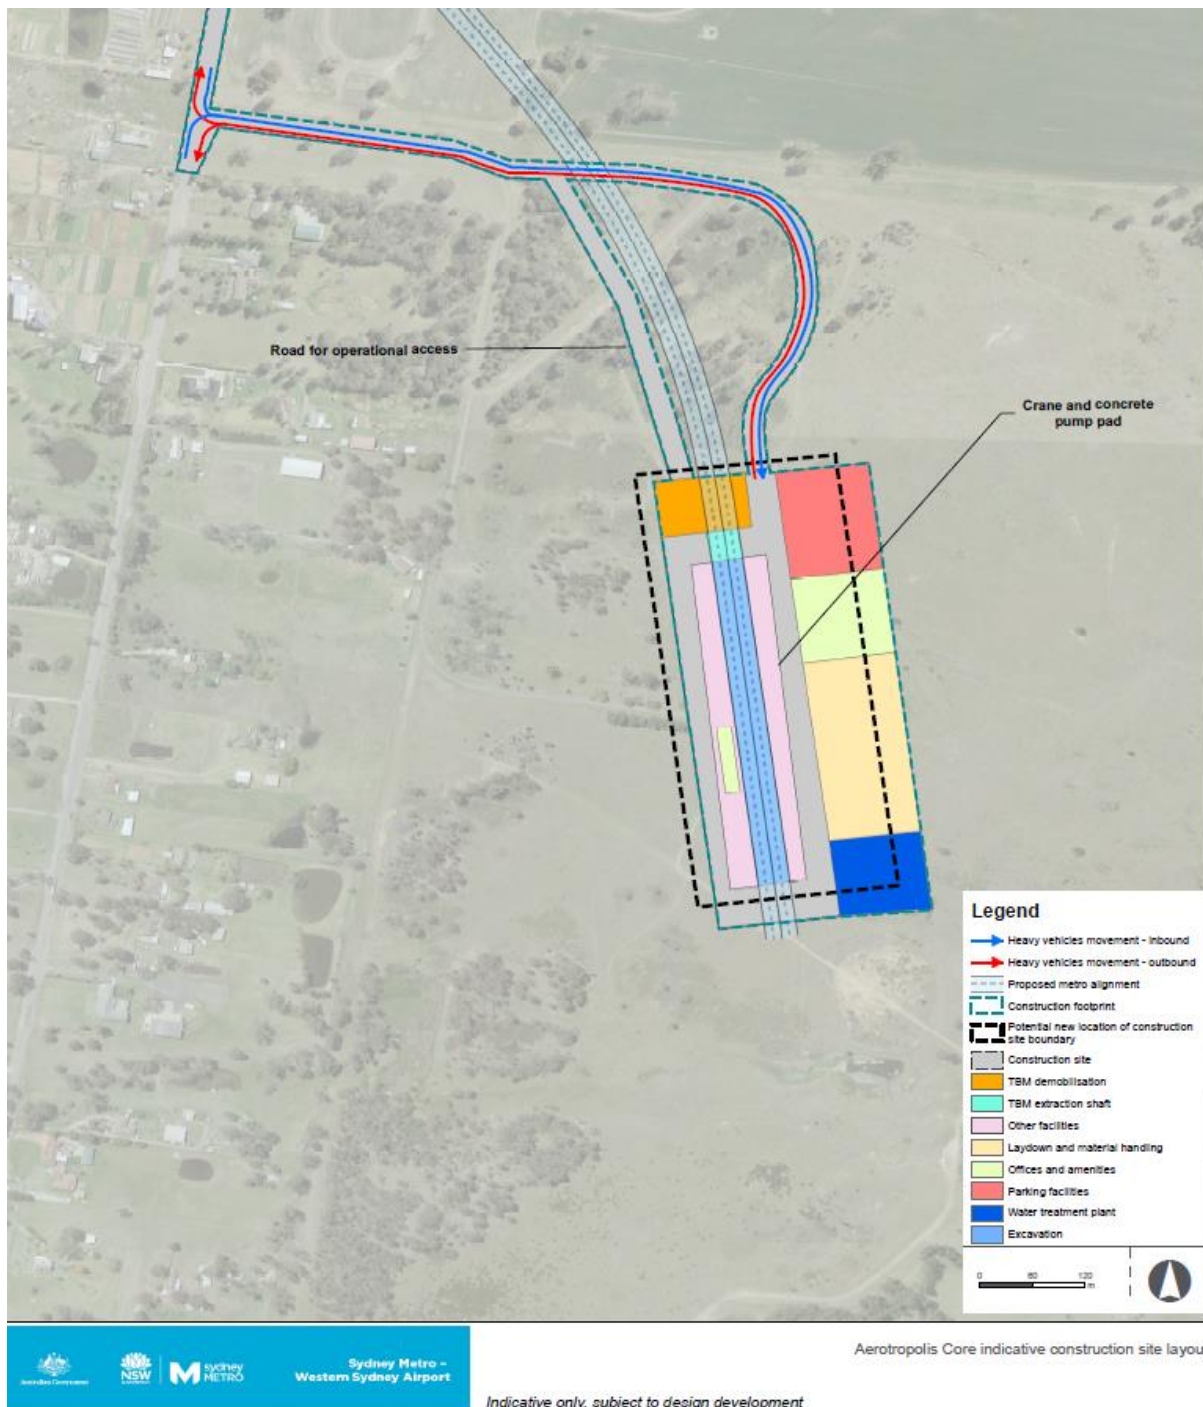 Road for operational access
Crane and concrete
pump pad
Legend
Heavy vehicles movement - inbound
Heavy vehicles movement - outbound
Proposed metro alignment
Construction footprint
Potential new location of construction
site boundary
Construction site
TBM demobilisation
TBM extraction shaft
Other facilities
Laydown and material handling
Offices and amenities
Parking facilities
Water treatment plant
Excavation
0 60 120
m
Australian Government
NSW
sydney
METRO
Sydney Metro –
Western Sydney Airport
Aerotropolis Core indicative construction site layou
Indicative only, subject to design development